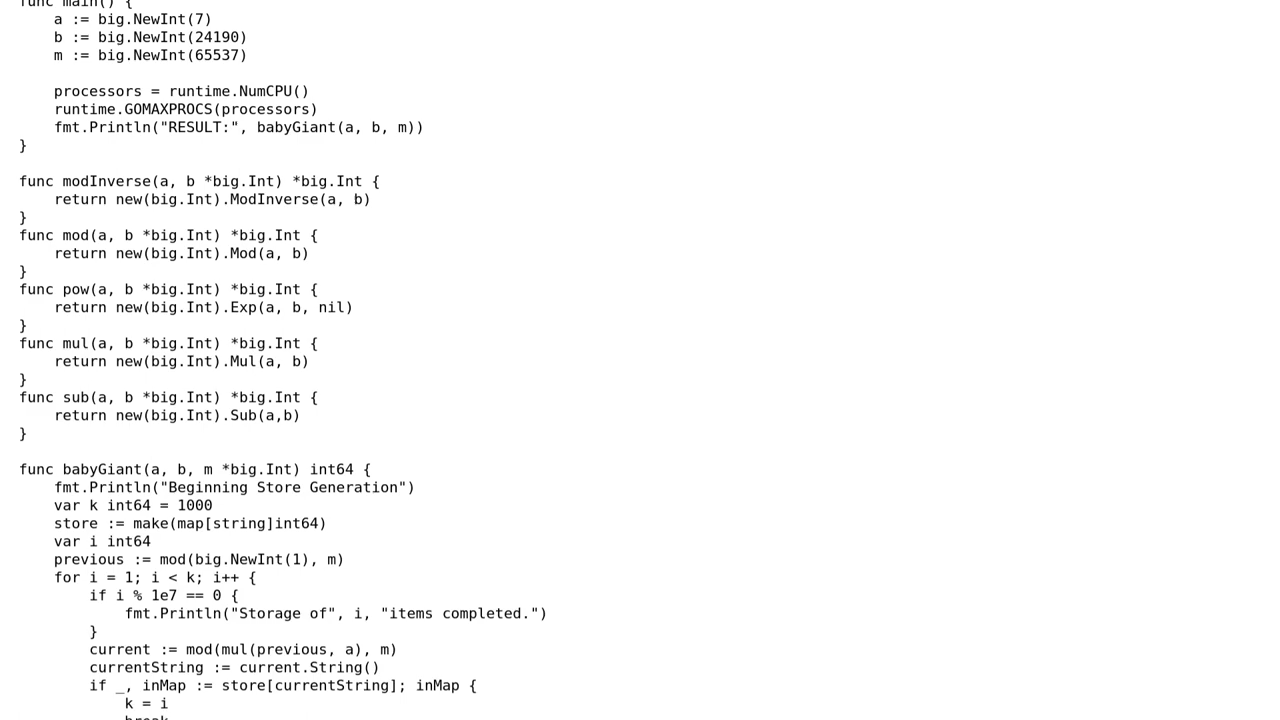 func main() {
    a := big.NewInt(7)
    b := big.NewInt(24190)
    m := big.NewInt(65537)

    processors = runtime.NumCPU()
    runtime.GOMAXPROCS(processors)
    fmt.Println("RESULT:", babyGiant(a, b, m))
}

func modInverse(a, b *big.Int) *big.Int {
    return new(big.Int).ModInverse(a, b)
}
func mod(a, b *big.Int) *big.Int {
    return new(big.Int).Mod(a, b)
}
func pow(a, b *big.Int) *big.Int {
    return new(big.Int).Exp(a, b, nil)
}
func mul(a, b *big.Int) *big.Int {
    return new(big.Int).Mul(a, b)
}
func sub(a, b *big.Int) *big.Int {
    return new(big.Int).Sub(a,b)
}

func babyGiant(a, b, m *big.Int) int64 {
    fmt.Println("Beginning Store Generation")
    var k int64 = 1000
    store := make(map[string]int64)
    var i int64
    previous := mod(big.NewInt(1), m)
    for i = 1; i < k; i++ {
        if i % 1e7 == 0 {
            fmt.Println("Storage of", i, "items completed.")
        }
        current := mod(mul(previous, a), m)
        currentString := current.String()
        if _, inMap := store[currentString]; inMap {
            k = i
            break